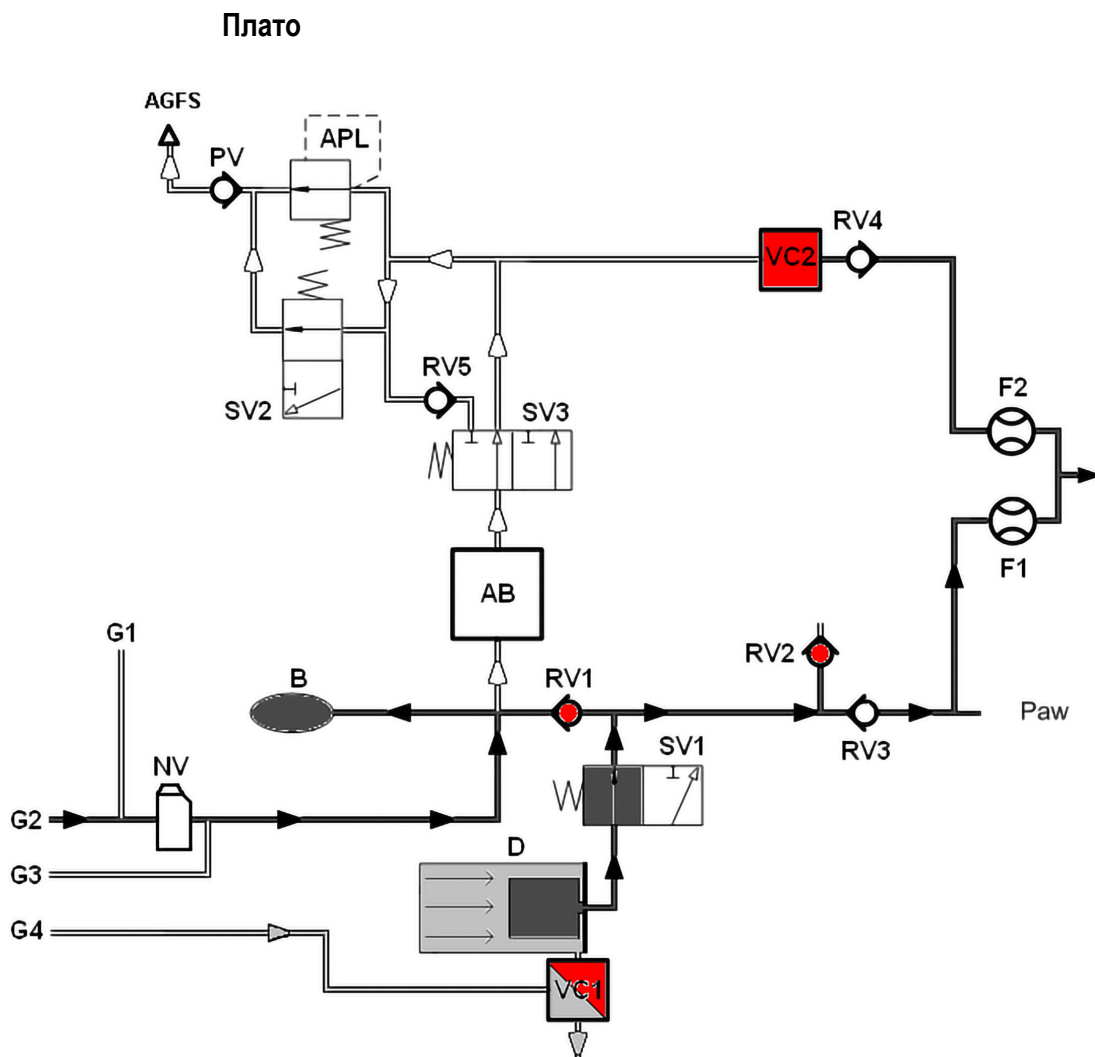 Плато
AGFS
PV
APL
VC2
RV4
RV5
SV2
SV3
F2
F1
AB
G1
B
RV1
RV2
RV3
Paw
SV1
NV
G2
D
G3
G4
VC1